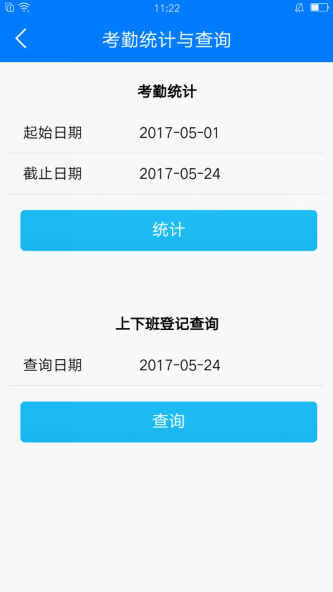 11:22
考勤统计与查询
考勤统计
起始日期 2017-05-01
截止日期 2017-05-24
统计
上下班登记查询
查询日期 2017-05-24
查询